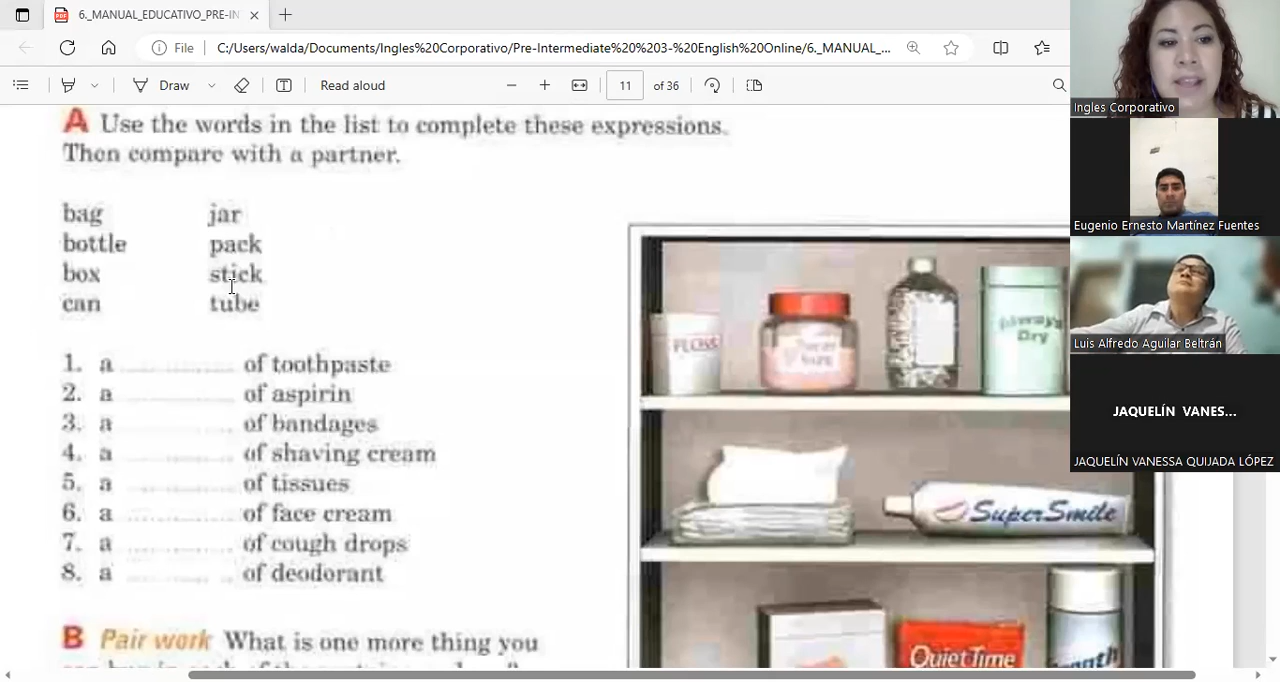 6._MANUAL_EDUCATIVO_PRE-IN
File
C:/Users/walda/Documents/Ingles%20Corporativo/Pre-Intermediate%20%203-%20English%20Online/6._MANUAL_...
Draw
Read aloud
11
of 36
A Use the words in the list to complete these expressions.
Then compare with a partner.
bag jar
bottle pack
box stick
can tube
1. a ............... of toothpaste
2. a ............... of aspirin
3. a ............... of bandages
4. a ............... of shaving cream
5. a ............... of tissues
6. a ............... of face cream
7. a ............... of cough drops
8. a ............... of deodorant
B Pair work What is one more thing you
Always
Dry
SuperSmile
QuietTime
Ingles Corporativo
Eugenio Ernesto Martínez Fuentes
Luis Alfredo Aguilar Beltrán
JAQUELÍN VANES...
JAQUELÍN VANESSA QUIJADA LÓPEZ